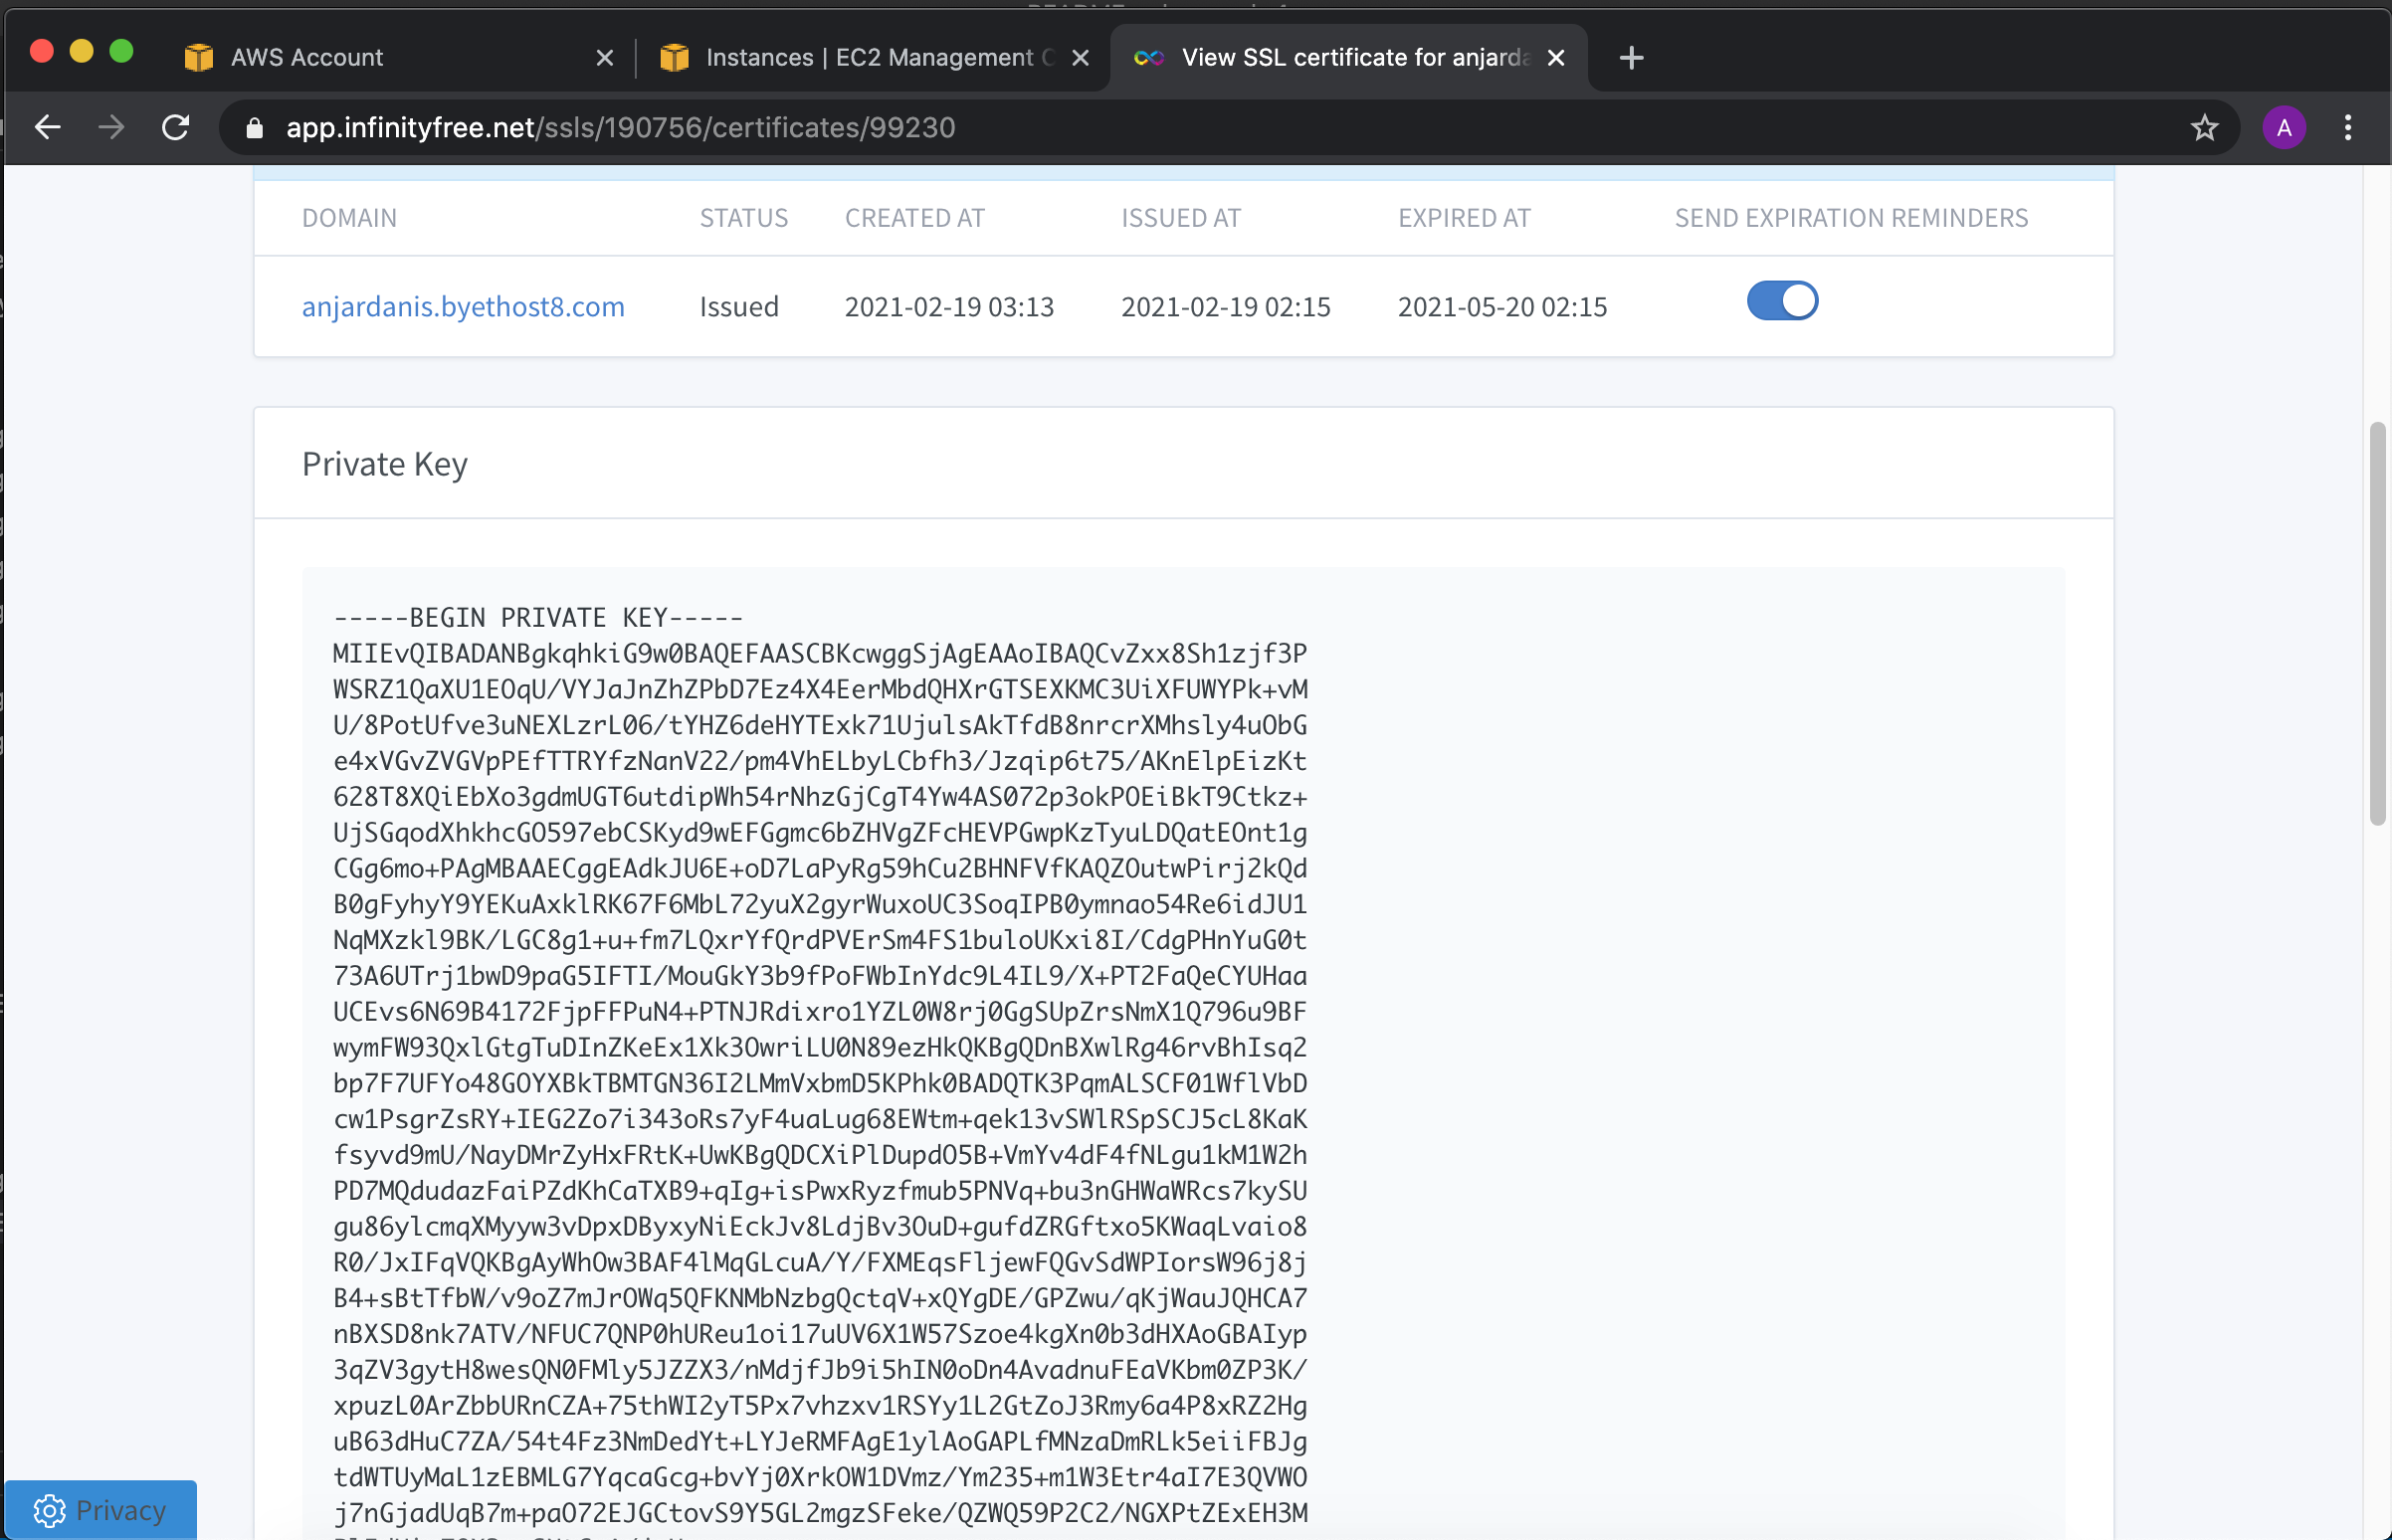 AWS Account
Instances | EC2 Management C
View SSL certificate for anjarda
app.infinityfree.net/ssls/190756/certificates/99230
A
DOMAIN STATUS CREATED AT ISSUED AT EXPIRED AT SEND EXPIRATION REMINDERS
anjardanis.byethost8.com Issued 2021-02-19 03:13 2021-02-19 02:15 2021-05-20 02:15
Private Key
-----BEGIN PRIVATE KEY-----
MIIEvQIBADANBgkqhkiG9w0BAQEFAASCBKcwggSjAgEAAoIBAQCvZxx8Sh1zjf3P
WSRZ1QaXU1EOqU/VYJaJnZhZPbD7Ez4X4EerMbdQHXrGTSEXKMC3UiXFUWYPk+vM
U/8PotUfve3uNEXLzrL06/tYHZ6deHYTExk71UjulsAkTfdB8nrcrXMhsly4uObG
e4xVGvZVGVpPEfTTRYfzNanV22/pm4VhELbyLCbfh3/Jzqip6t75/AKnElpEizKt
628T8XQiEbXo3gdmUGT6utdipWh54rNhzGjCgT4Yw4AS072p3okPOEiBkT9Ctkz+
UjSGqodXhkhcGO597ebCSKyd9wEFGgmc6bZHVgZFcHEVPGwpKzTyuLDQatEOnt1g
CGg6mo+PAgMBAAECggEAdkJU6E+oD7LaPyRg59hCu2BHNFVfKAQZOutwPirj2kQd
B0gFyhyY9YEKuAxklRK67F6MbL72yuX2gyrWuxoUC3SoqIPB0ymnao54Re6idJU1
NqMXzkl9BK/LGC8g1+u+fm7LQxrYfQrdPVErSm4FS1buloUKxi8I/CdgPHnYuG0t
73A6UTrj1bwD9paG5IFTI/MouGkY3b9fPoFWbInYdc9L4IL9/X+PT2FaQeCYUHaa
UCEvs6N69B4172FjpFFPuN4+PTNJRdixro1YZL0W8rj0GgSUpZrsNmX1Q796u9BF
wymFW93QxlGtgTuDInZKeEx1Xk3OwriLU0N89ezHkQKBgQDnBXwlRg46rvBhIsq2
bp7F7UFYo48GOYXBkTBMTGN36I2LMmVxbmD5KPhk0BADQTK3PqmALSCF01WflVbD
cw1PsgrZsRY+IEG2Zo7i343oRs7yF4uaLug68EWtm+qek13vSWlRSpSCJ5cL8KaK
fsyvd9mU/NayDMrZyHxFRtK+UwKBgQDCXiPlDupdO5B+VmYv4dF4fNLgu1kM1W2h
PD7MQdudazFaiPZdKhCaTXB9+qIg+isPwxRyzfmub5PNVq+bu3nGHWaWRcs7kySU
gu86ylcmqXMyyw3vDpxDByxyNiEckJv8LdjBv3OuD+gufdZRGftxo5KWaqLvaio8
R0/JxIFqVQKBgAyWhOw3BAF4lMqGLcuA/Y/FXMEqsFljewFQGvSdWPIorsW96j8j
B4+sBtTfbW/v9oZ7mJrOWq5QFKNMbNzbgQctqV+xQYgDE/GPZwu/qKjWauJQHCA7
nBXSD8nk7ATV/NFUC7QNP0hUReu1oi17uUV6X1W57Szoe4kgXn0b3dHXAoGBAIyp
3qZV3gytH8wesQN0FMly5JZZX3/nMdjfJb9i5hIN0oDn4AvadnuFEaVKbm0ZP3K/
xpuzL0ArZbbURnCZA+75thWI2yT5Px7vhzxv1RSYy1L2GtZoJ3Rmy6a4P8xRZ2Hg
uB63dHuC7ZA/54t4Fz3NmDedYt+LYJeRMFAgE1ylAoGAPLfMNzaDmRLk5eiiFBJg
tdWTUyMaL1zEBMLG7YqcaGcg+bvYj0XrkOW1DVmz/Ym235+m1W3Etr4aI7E3QVWO
j7nGjadUqB7m+paO72EJGCtovS9Y5GL2mgzSFeke/QZWQ59P2C2/NGXPtZExEH3M
Privacy